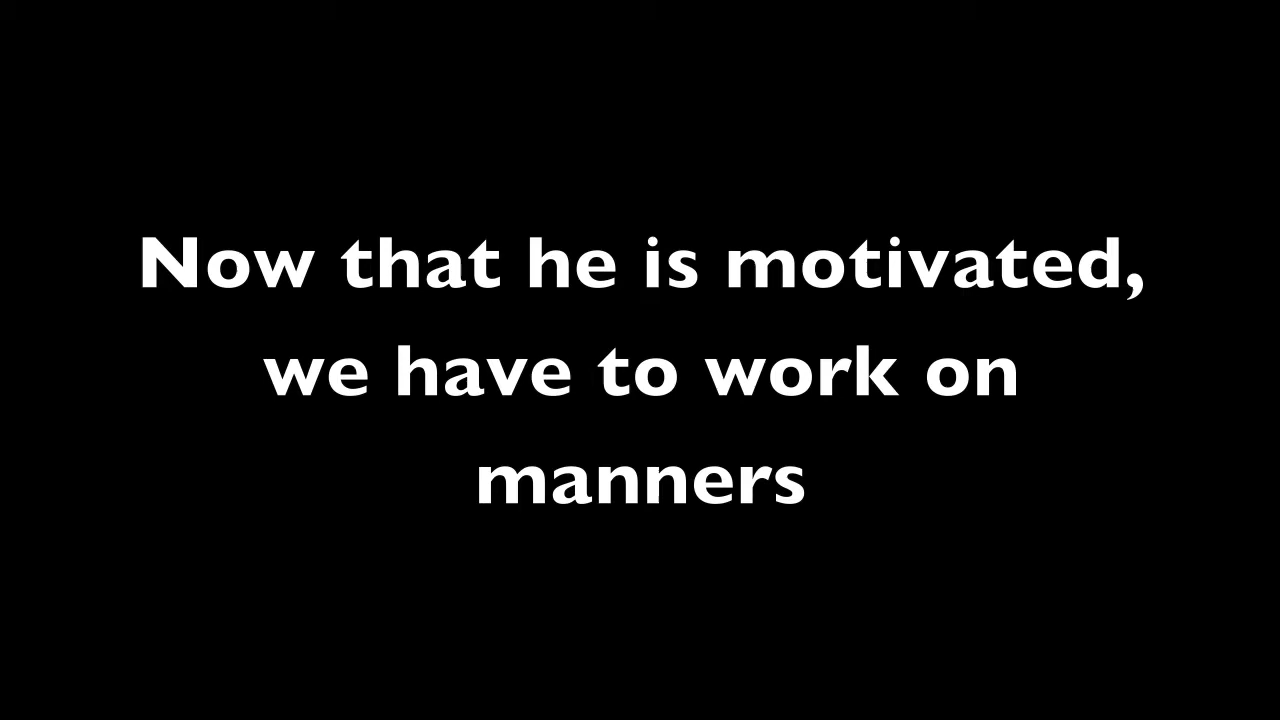 Now that he is motivated,
we have to work on
manners